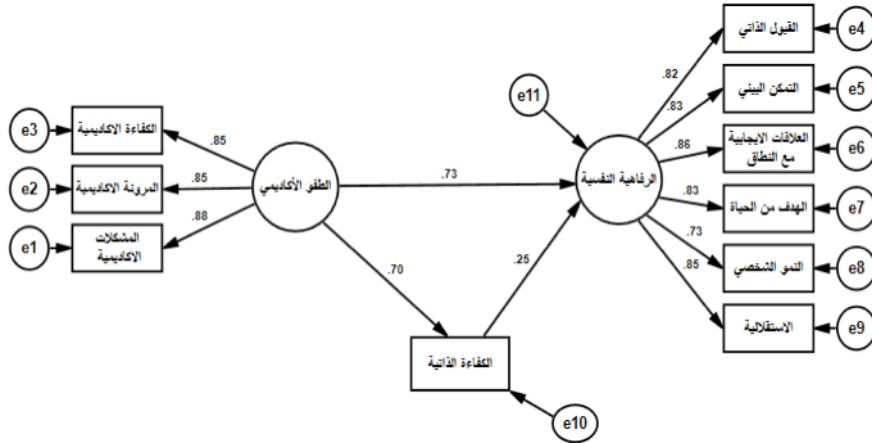 القبول الذاتي
e4
.82
e11
التمكن البيئي
e5
.83
e3
الكفاءة الاكاديمية
.85
العلاقات الايجابية
مع النطاق
e6
.86
e2
المرونة الاكاديمية
.85
الطفو الأكاديمي
.73
الرفاهية النفسية
.83
الهدف من الحياة
e7
e1
المشكلات
الاكاديمية
.88
.73
النمو الشخصي
e8
.70
.25
.85
الاستقلالية
e9
الكفاءة الذاتية
e10